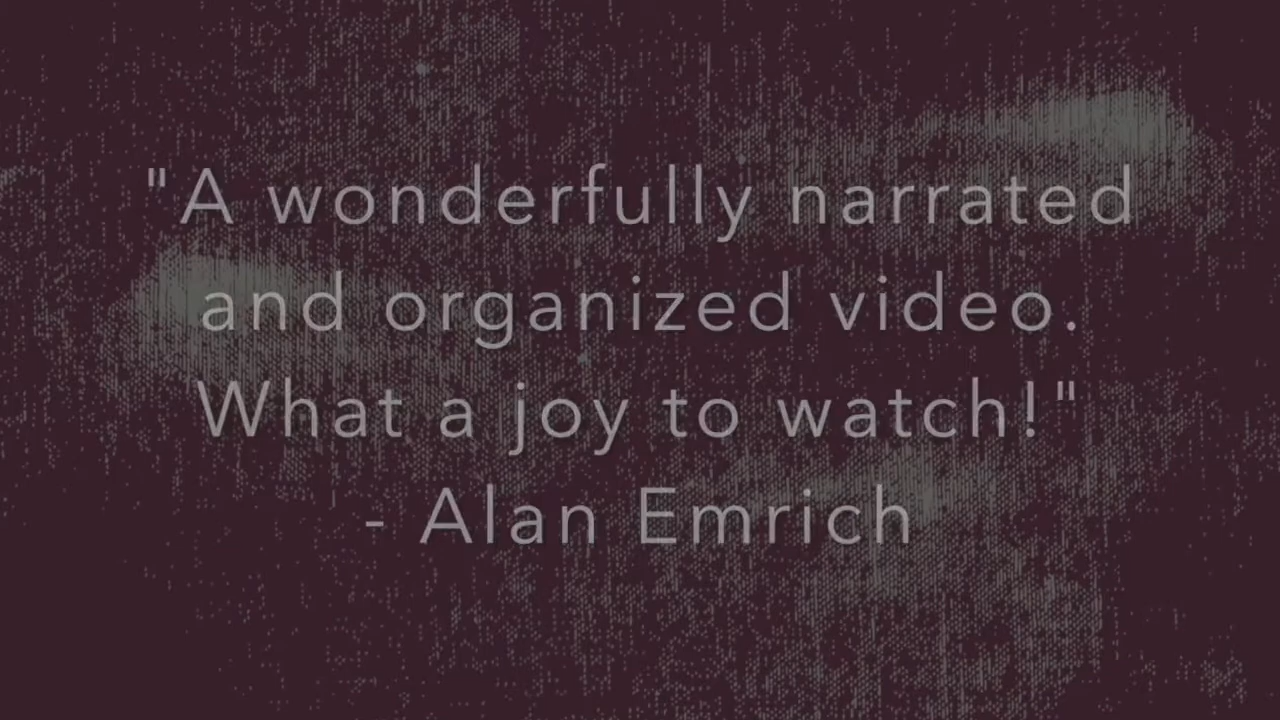 "A wonderfully narrated
and organized video.
What a joy to watch!"
- Alan Emrich